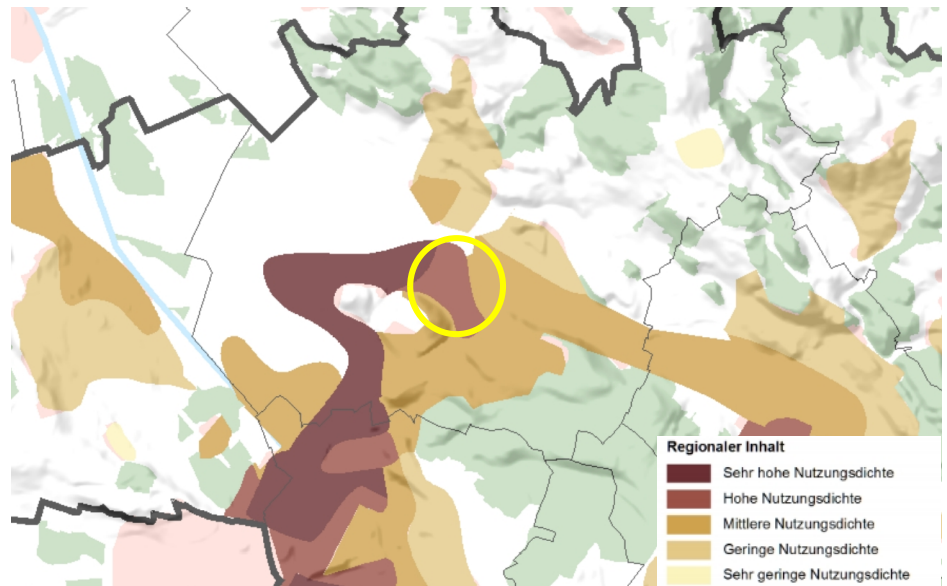 Regionaler Inhalt
Sehr hohe Nutzungsdichte
Hohe Nutzungsdichte
Mittlere Nutzungsdichte
Geringe Nutzungsdichte
Sehr geringe Nutzungsdichte